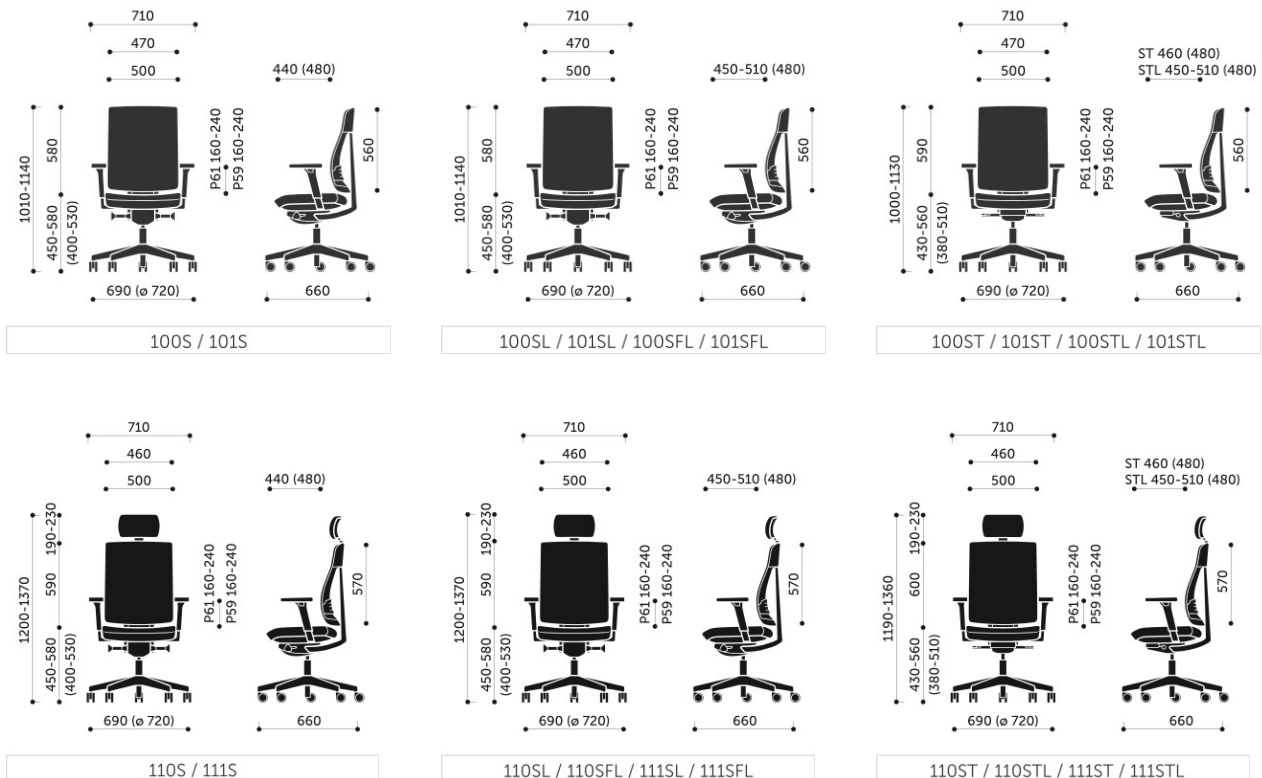 710
470
500
440 (480)
1010-1140
580
450-580
(400-530)
P61 160-240
P59 160-240
560
690 (ø 720)
660
100S / 101S
710
470
500
450-510 (480)
1010-1140
580
450-580
(400-530)
P61 160-240
P59 160-240
560
690 (ø 720)
660
100SL / 101SL / 100SFL / 101SFL
710
470
500
ST 460 (480)
STL 450-510 (480)
1000-1130
590
430-560
(380-510)
P61 160-240
P59 160-240
560
690 (ø 720)
660
100ST / 101ST / 100STL / 101STL
710
460
500
440 (480)
1200-1370
190-230
590
450-580
(400-530)
P61 160-240
P59 160-240
570
690 (ø 720)
660
110S / 111S
710
460
500
450-510 (480)
1200-1370
190-230
590
450-580
(400-530)
P61 160-240
P59 160-240
570
690 (ø 720)
660
110SL / 110SFL / 111SL / 111SFL
710
460
500
ST 460 (480)
STL 450-510 (480)
1190-1360
190-230
600
430-560
(380-510)
P61 160-240
P59 160-240
570
690 (ø 720)
660
110ST / 110STL / 111ST / 111STL